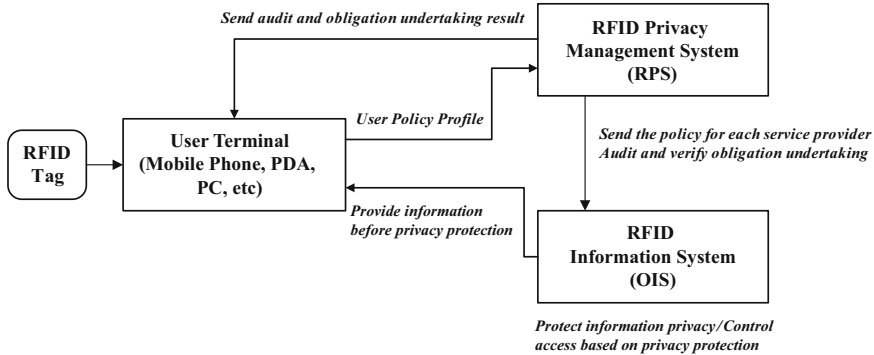 Send audit and obligation undertaking result
RFID Privacy
Management System
(RPS)
User Policy Profile
User Terminal
(Mobile Phone, PDA,
PC, etc)
RFID
Tag
Send the policy for each service provider
Audit and verify obligation undertaking
Provide information
before privacy protection
RFID
Information System
(OIS)
Protect information privacy/Control
access based on privacy protection